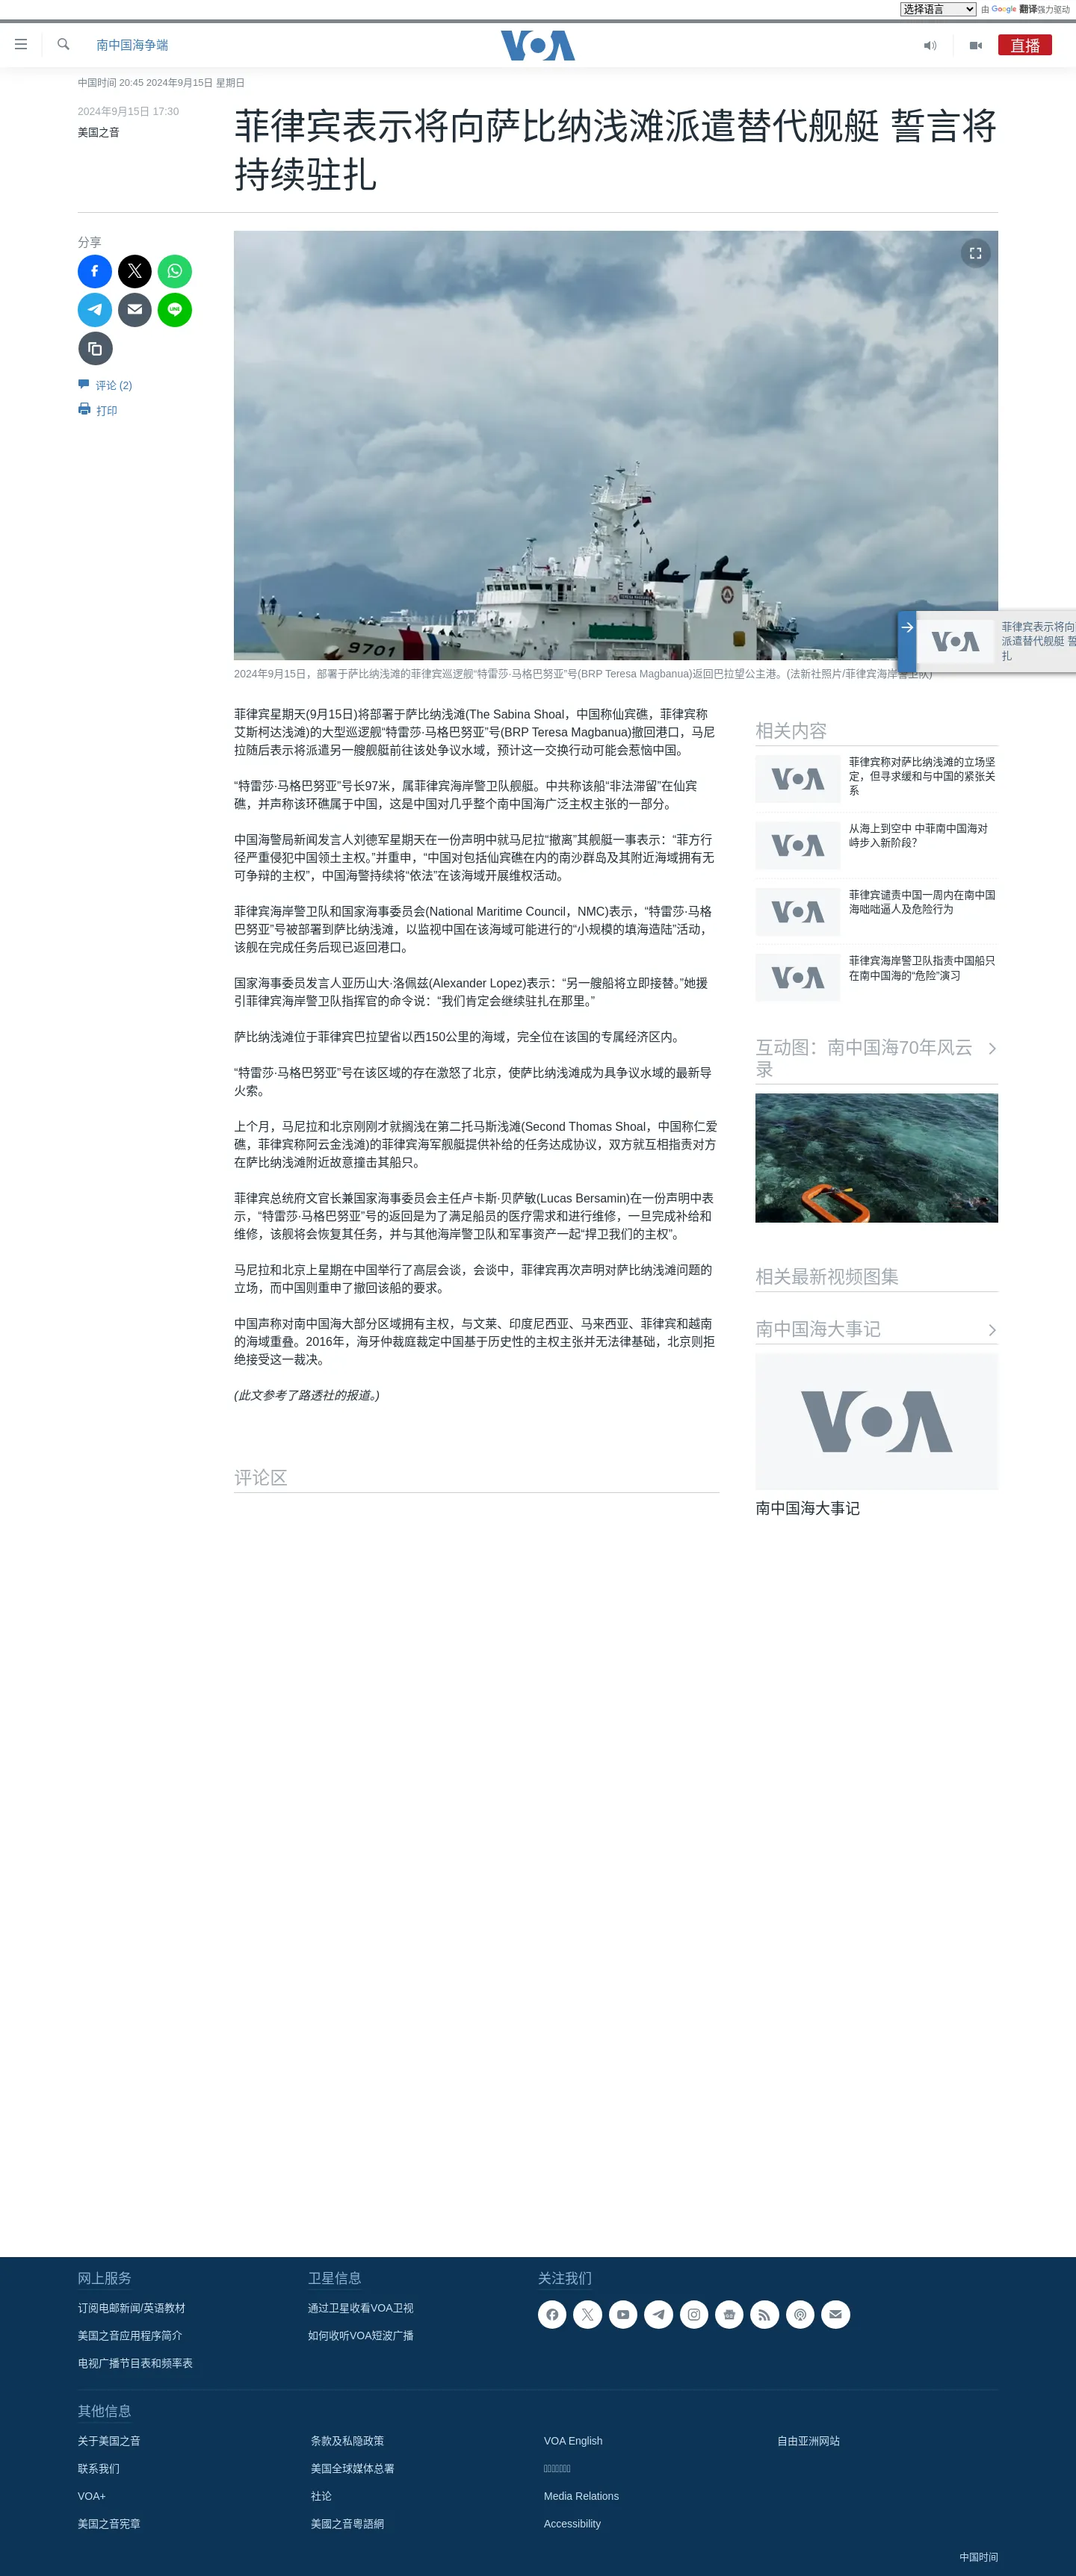 选择语言
由 Google 翻译强力驱动
南中国海争端
VOA
直播
中国时间 20:45 2024年9月15日 星期日
2024年9月15日 17:30
美国之音
菲律宾表示将向萨比纳浅滩派遣替代舰艇 誓言将
持续驻扎
分享
LINE
评论 (2)
打印
9701
TERESA MAGBANUA
菲律宾表示将向
派遣替代舰艇 誓
扎
VOA
2024年9月15日，部署于萨比纳浅滩的菲律宾巡逻舰“特雷莎·马格巴努亚”号(BRP Teresa Magbanua)返回巴拉望公主港。(法新社照片/菲律宾海岸警卫队)
菲律宾星期天(9月15日)将部署于萨比纳浅滩(The Sabina Shoal，中国称仙宾礁，菲律宾称
艾斯柯达浅滩)的大型巡逻舰“特雷莎·马格巴努亚”号(BRP Teresa Magbanua)撤回港口，马尼
拉随后表示将派遣另一艘舰艇前往该处争议水域，预计这一交换行动可能会惹恼中国。
“特雷莎·马格巴努亚”号长97米，属菲律宾海岸警卫队舰艇。中共称该船“非法滞留”在仙宾
礁，并声称该环礁属于中国，这是中国对几乎整个南中国海广泛主权主张的一部分。
中国海警局新闻发言人刘德军星期天在一份声明中就马尼拉“撤离”其舰艇一事表示：“菲方行
径严重侵犯中国领土主权。”并重申，“中国对包括仙宾礁在内的南沙群岛及其附近海域拥有无
可争辩的主权”，中国海警持续将“依法”在该海域开展维权活动。
菲律宾海岸警卫队和国家海事委员会(National Maritime Council，NMC)表示，“特雷莎·马格
巴努亚”号被部署到萨比纳浅滩，以监视中国在该海域可能进行的“小规模的填海造陆”活动，
该舰在完成任务后现已返回港口。
国家海事委员发言人亚历山大·洛佩兹(Alexander Lopez)表示：“另一艘船将立即接替。”她援
引菲律宾海岸警卫队指挥官的命令说：“我们肯定会继续驻扎在那里。”
萨比纳浅滩位于菲律宾巴拉望省以西150公里的海域，完全位在该国的专属经济区内。
“特雷莎·马格巴努亚”号在该区域的存在激怒了北京，使萨比纳浅滩成为具争议水域的最新导
火索。
上个月，马尼拉和北京刚刚才就搁浅在第二托马斯浅滩(Second Thomas Shoal，中国称仁爱
礁，菲律宾称阿云金浅滩)的菲律宾海军舰艇提供补给的任务达成协议，双方就互相指责对方
在萨比纳浅滩附近故意撞击其船只。
菲律宾总统府文官长兼国家海事委员会主任卢卡斯·贝萨敏(Lucas Bersamin)在一份声明中表
示，“特雷莎·马格巴努亚”号的返回是为了满足船员的医疗需求和进行维修，一旦完成补给和
维修，该舰将会恢复其任务，并与其他海岸警卫队和军事资产一起“捍卫我们的主权”。
马尼拉和北京上星期在中国举行了高层会谈，会谈中，菲律宾再次声明对萨比纳浅滩问题的
立场，而中国则重申了撤回该船的要求。
中国声称对南中国海大部分区域拥有主权，与文莱、印度尼西亚、马来西亚、菲律宾和越南
的海域重叠。2016年，海牙仲裁庭裁定中国基于历史性的主权主张并无法律基础，北京则拒
绝接受这一裁决。
(此文参考了路透社的报道。)
评论区
相关内容
VOA
菲律宾称对萨比纳浅滩的立场坚
定，但寻求缓和与中国的紧张关
系
VOA
从海上到空中 中菲南中国海对
峙步入新阶段？
VOA
菲律宾谴责中国一周内在南中国
海咄咄逼人及危险行为
VOA
菲律宾海岸警卫队指责中国船只
在南中国海的“危险”演习
互动图：南中国海70年风云
录
相关最新视频图集
南中国海大事记
VOA
南中国海大事记
网上服务
订阅电邮新闻/英语教材
美国之音应用程序简介
电视广播节目表和频率表
卫星信息
通过卫星收看VOA卫视
如何收听VOA短波广播
关注我们
其他信息
关于美国之音
联系我们
VOA+
美国之音宪章
条款及私隐政策
美国全球媒体总署
社论
美國之音粵語網
VOA English
Media Relations
Accessibility
自由亚洲网站
中国时间